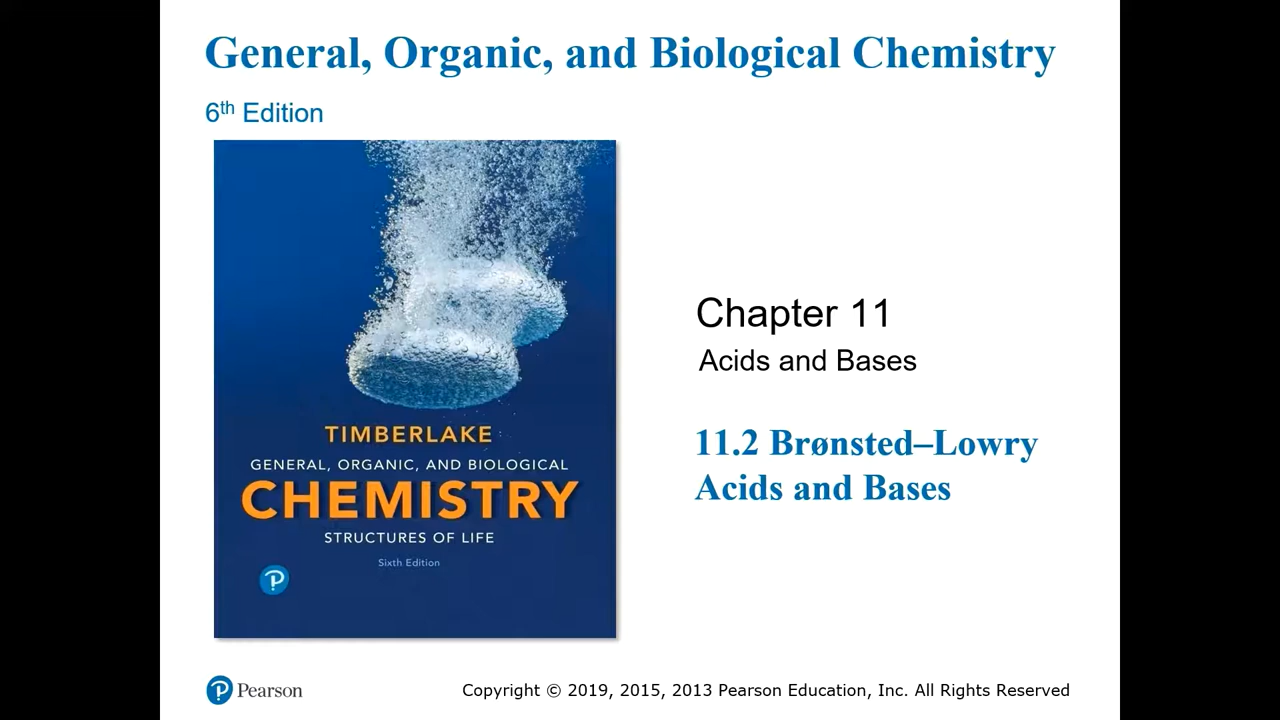 General, Organic, and Biological Chemistry
6th Edition
TIMBERLAKE
GENERAL, ORGANIC, AND BIOLOGICAL
CHEMISTRY
STRUCTURES OF LIFE
Sixth Edition
P
Chapter 11
Acids and Bases
11.2 Brønsted–Lowry
Acids and Bases
P Pearson
Copyright © 2019, 2015, 2013 Pearson Education, Inc. All Rights Reserved